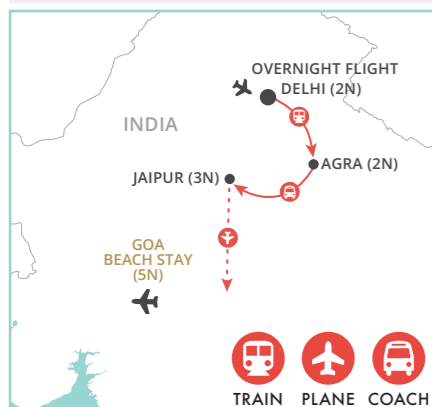 OVERNIGHT FLIGHT
DELHI (2N)
INDIA
AGRA (2N)
JAIPUR (3N)
GOA
BEACH STAY
(5N)
TRAIN PLANE COACH